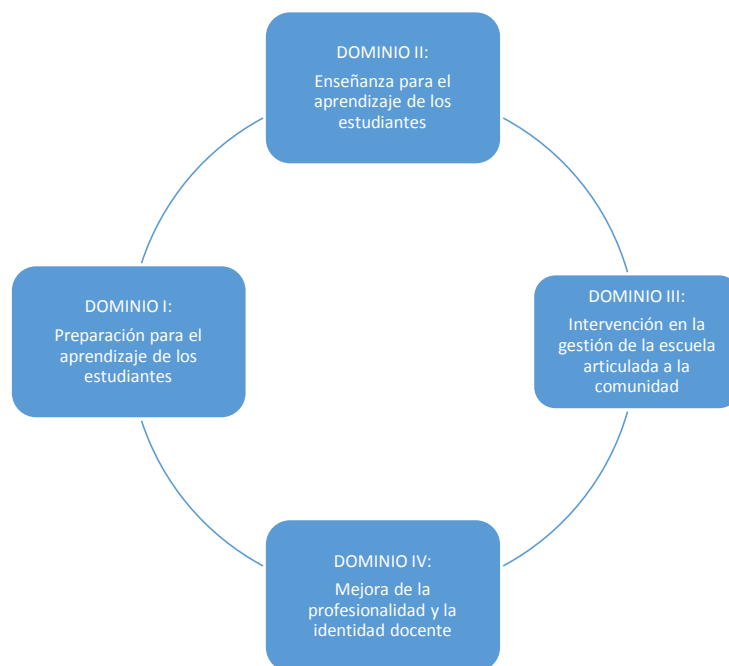 DOMINIO II:
Enseñanza para el
aprendizaje de los
estudiantes
DOMINIO I:
Preparación para el
aprendizaje de los
estudiantes
DOMINIO III:
Intervención en la
gestión de la escuela
articulada a la
comunidad
DOMINIO IV:
Mejora de la
profesionalidad y la
identidad docente